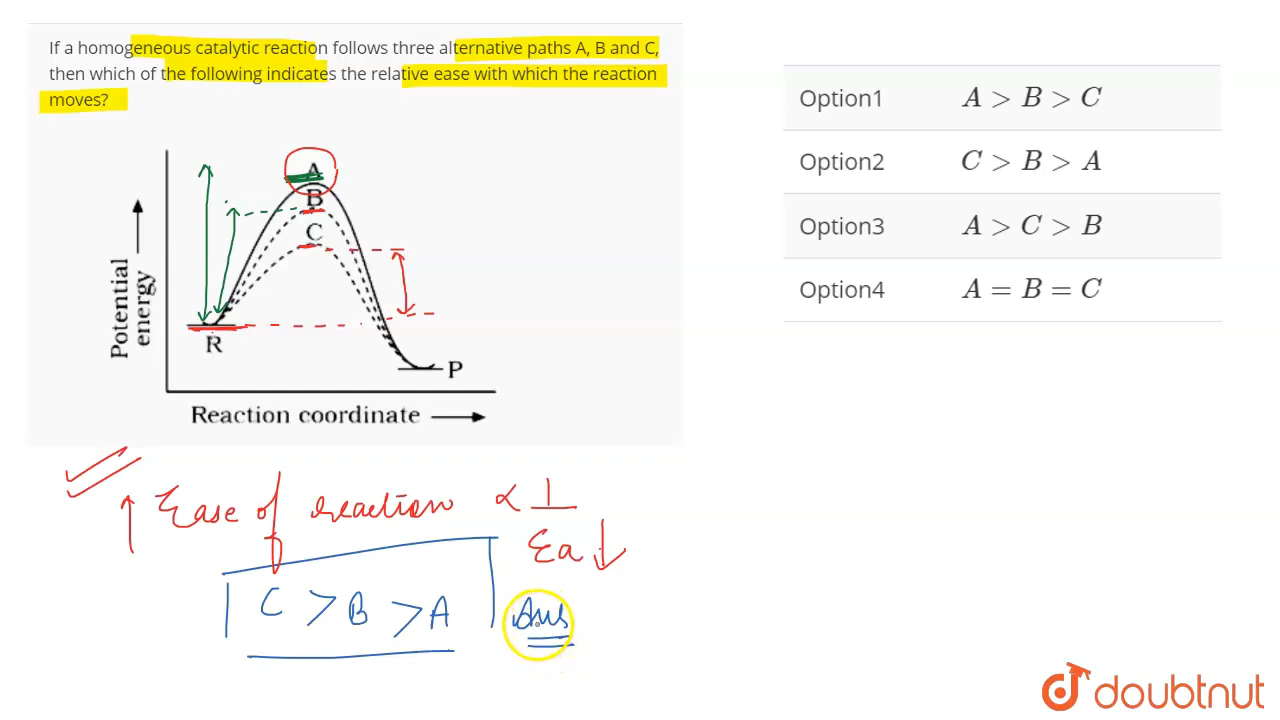 If a homogeneous catalytic reaction follows three alternative paths A, B and C,
then which of the following indicates the relative ease with which the reaction
moves?
Option1 A > B > C
Option2 C > B > A
Option3 A > C > B
Option4 A = B = C
A
B
C
Potential
energy
R
P
Reaction coordinate
↑ Ease of reaction ∝ 1
Ea ↓
C > B > A Ans
doubtnut